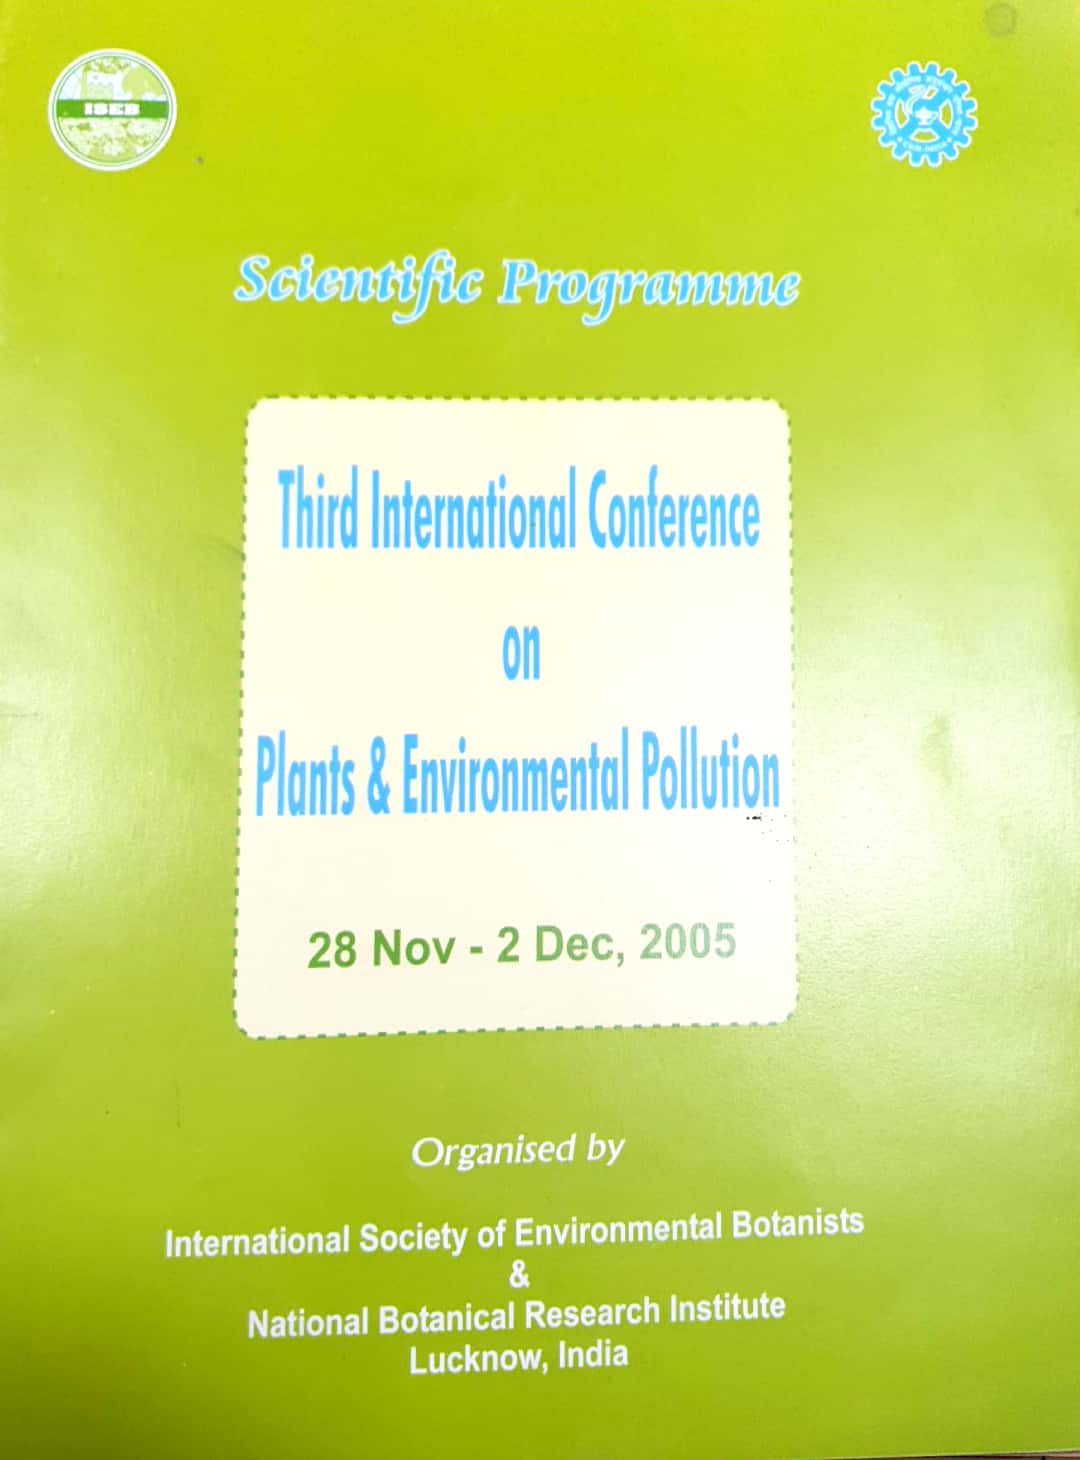 ISEB
Scientific Programme
Third International Conference
on
Plants & Environmental Pollution
28 Nov - 2 Dec, 2005
Organised by
International Society of Environmental Botanists
&
National Botanical Research Institute
Lucknow, India